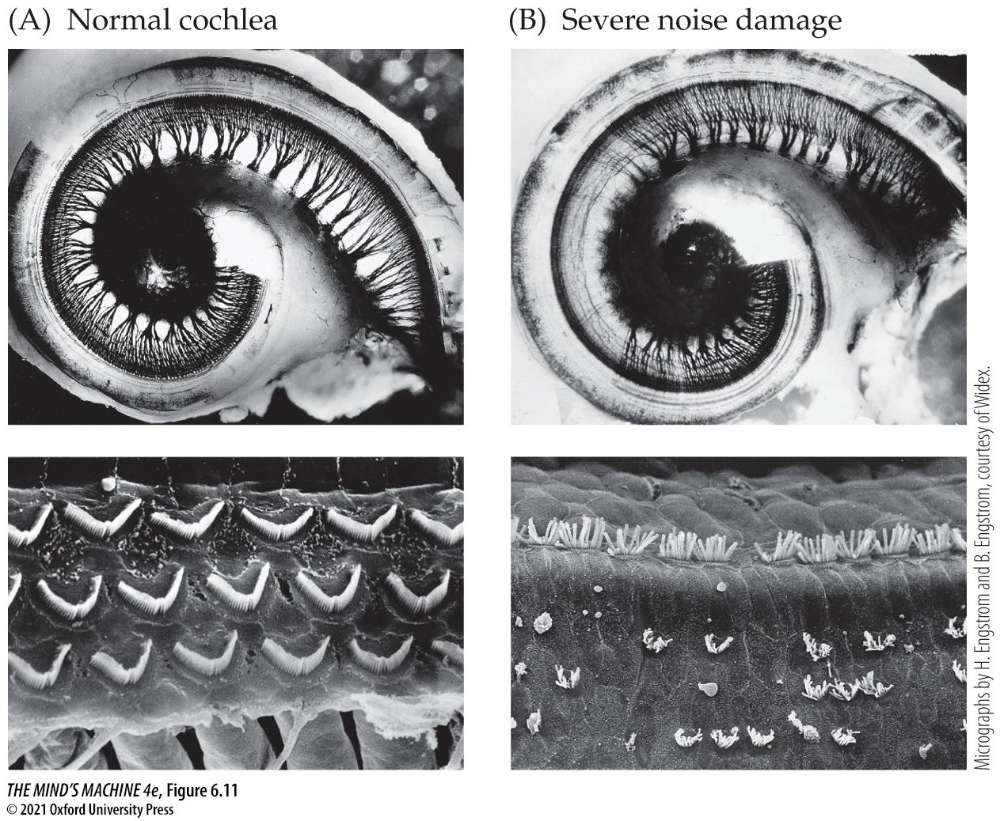 (A) Normal cochlea
(B) Severe noise damage
Micrographs by H. Engstrom and B. Engstrom, courtesy of Widex.
THE MIND'S MACHINE 4e, Figure 6.11
© 2021 Oxford University Press